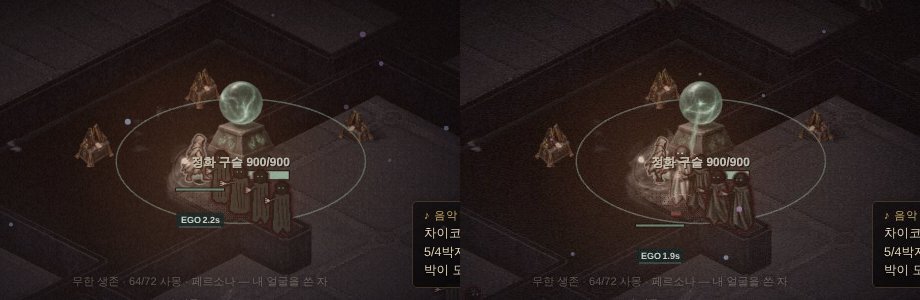 정화 구슬 900/900
EGO 2.2s
♪ 음악
차이코
5/4박자
박이 도
무한 생존 · 64/72 사몽 · 페르소나 — 내 얼굴을 쓴 자
정화 구슬 900/900
EGO 1.9s
♪ 음악
차이코
5/4박
박이 도
무한 생존 · 64/72 사몽 · 페르소나 — 내 얼굴을 쓴 자